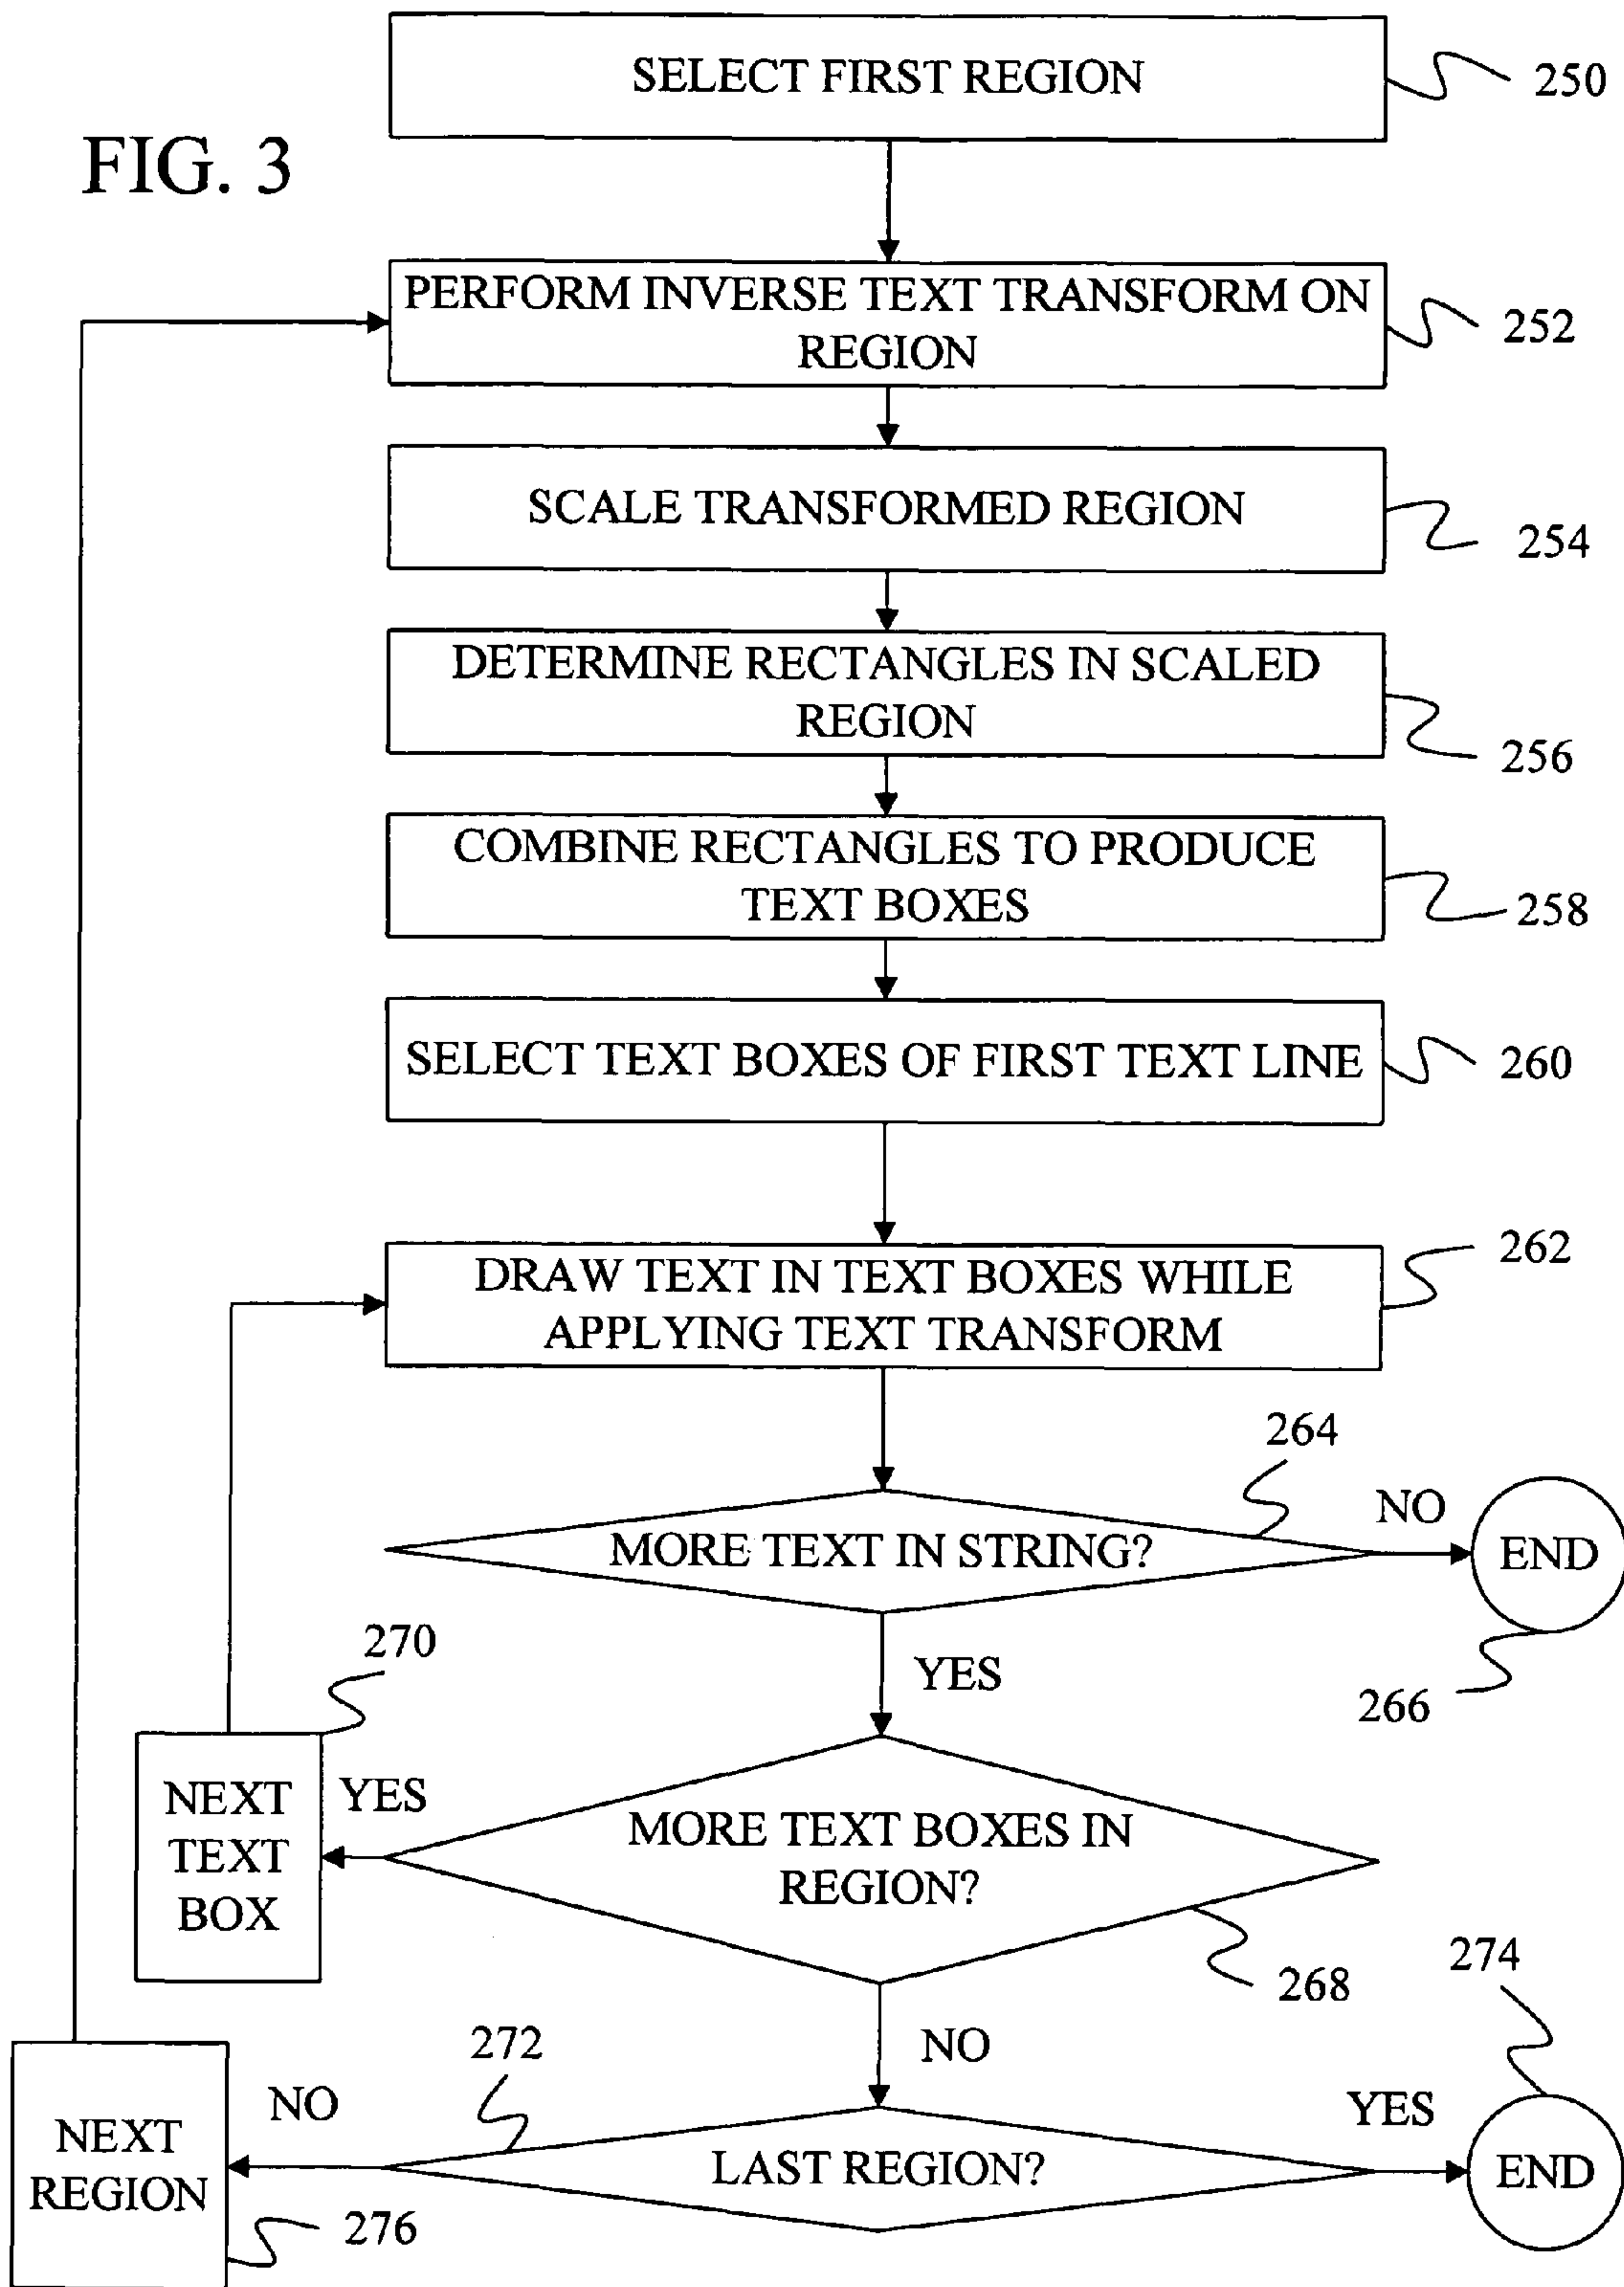 SELECT FIRST REGION
250
FIG. 3
PERFORM INVERSE TEXT TRANSFORM ON
REGION
252
SCALE TRANSFORMED REGION
254
DETERMINE RECTANGLES IN SCALED
REGION
256
COMBINE RECTANGLES TO PRODUCE
TEXT BOXES
258
SELECT TEXT BOXES OF FIRST TEXT LINE
260
DRAW TEXT IN TEXT BOXES WHILE
APPLYING TEXT TRANSFORM
262
264
MORE TEXT IN STRING?
NO
END
266
YES
270
NEXT
TEXT
BOX
YES
MORE TEXT BOXES IN
REGION?
268
NO
272
274
NEXT
REGION
276
NO
LAST REGION?
YES
END